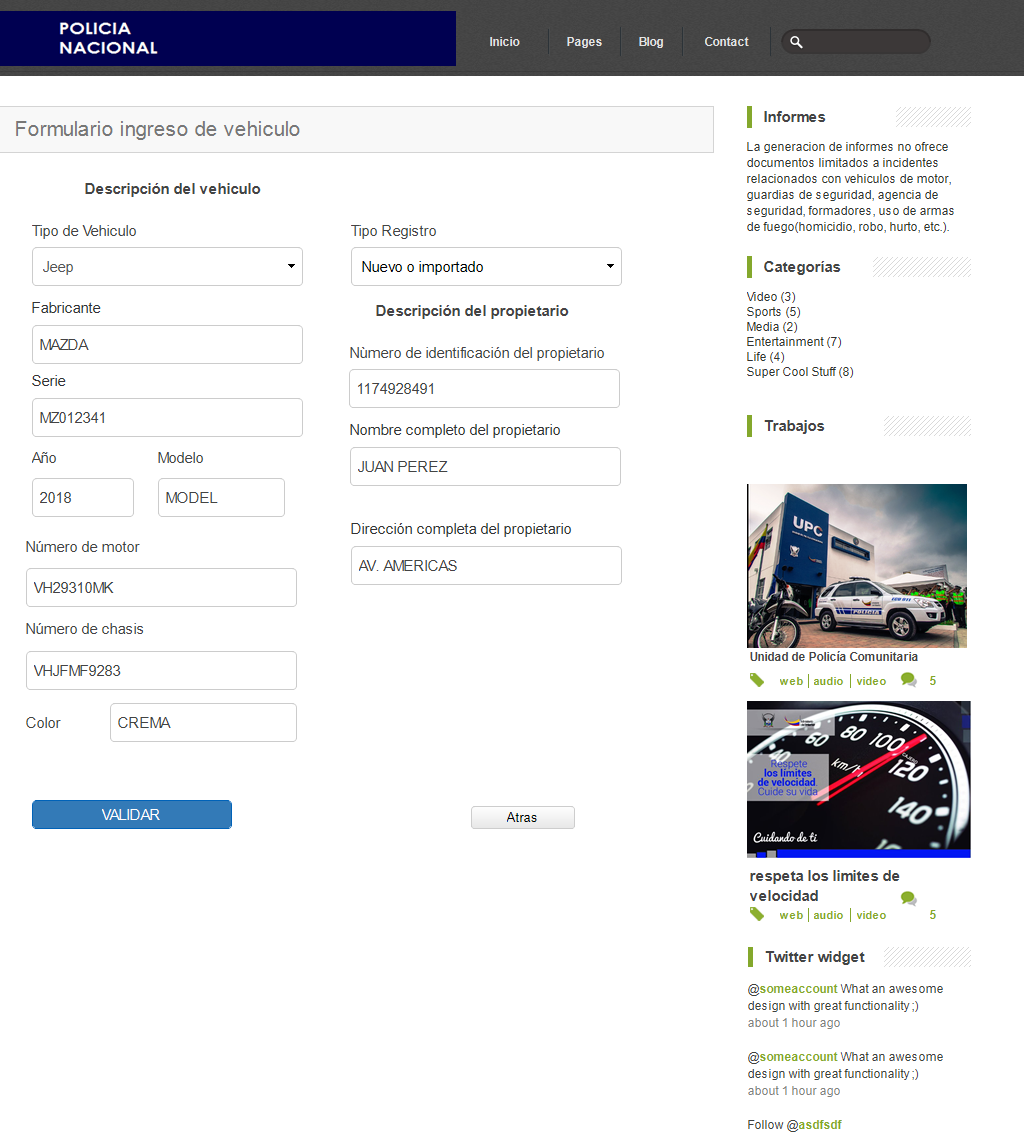 POLICIA
NACIONAL
Inicio
Pages
Blog
Contact
Formulario ingreso de vehiculo
Descripción del vehiculo
Tipo de Vehiculo
Jeep
Fabricante
MAZDA
Serie
MZ012341
Año Modelo
2018 MODEL
Número de motor
VH29310MK
Número de chasis
VHJFMF9283
Color CREMA
VALIDAR
Tipo Registro
Nuevo o importado
Descripción del propietario
Nùmero de identificación del propietario
1174928491
Nombre completo del propietario
JUAN PEREZ
Dirección completa del propietario
AV. AMERICAS
Atras
Informes
La generacion de informes no ofrece
documentos limitados a incidentes
relacionados con vehiculos de motor,
guardias de seguridad, agencia de
seguridad, formadores, uso de armas
de fuego(homicidio, robo, hurto, etc.).
Categorías
Video (3)
Sports (5)
Media (2)
Entertainment (7)
Life (4)
Super Cool Stuff (8)
Trabajos
UPC
POLICIA
Unidad de Policía Comunitaria
web audio video 5
60 80 100 120 140
km/h
Respete
los límites
de velocidad.
Cuide su vida
Cuidando de ti
respeta los limites de
velocidad
web audio video 5
Twitter widget
@someaccount What an awesome
design with great functionality ;)
about 1 hour ago
@someaccount What an awesome
design with great functionality ;)
about 1 hour ago
Follow @asdfsdf